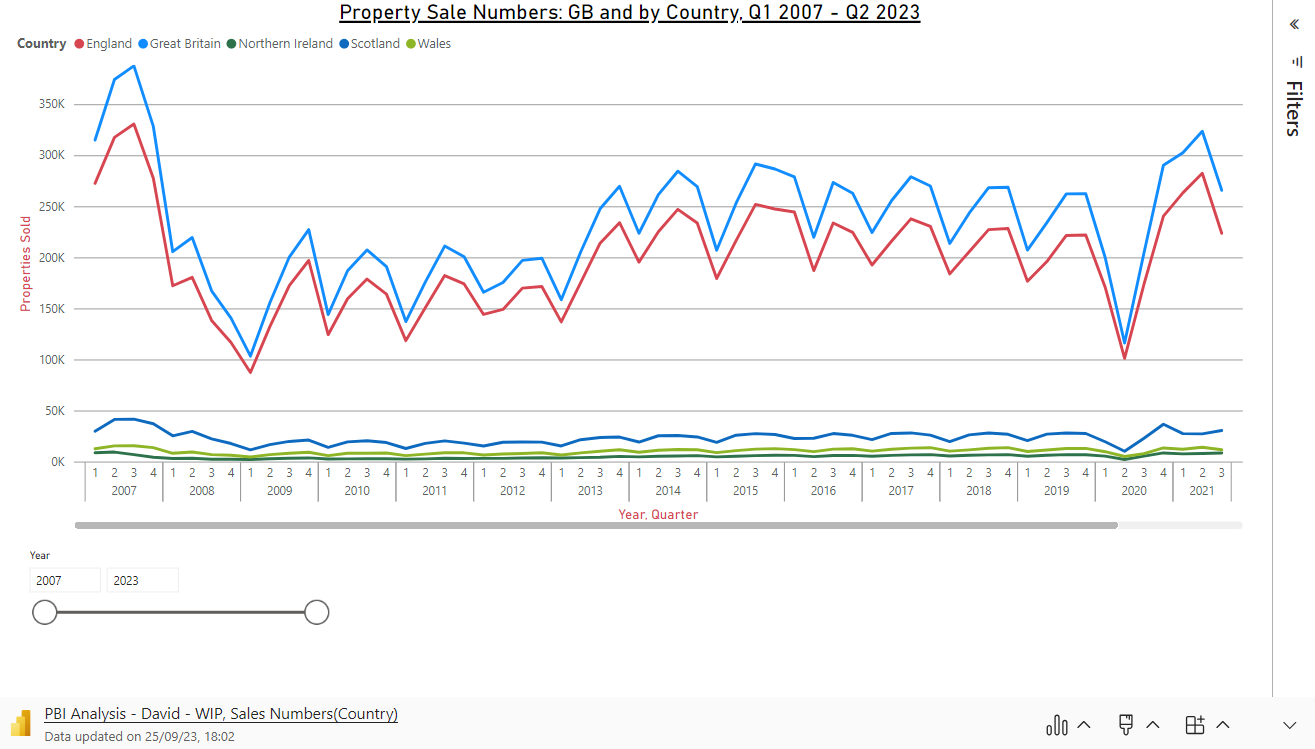 Property Sale Numbers: GB and by Country, Q1 2007 - Q2 2023
Country England Great Britain Northern Ireland Scotland Wales
Filters
Properties Sold
350K
300K
250K
200K
150K
100K
50K
0K
1 2 3 4 1 2 3 4 1 2 3 4 1 2 3 4 1 2 3 4 1 2 3 4 1 2 3 4 1 2 3 4 1 2 3 4 1 2 3 4 1 2 3 4 1 2 3 4 1 2 3 4 1 2 3 4 1 2 3
2007 2008 2009 2010 2011 2012 2013 2014 2015 2016 2017 2018 2019 2020 2021
Year, Quarter
Year
2007 2023
PBI Analysis - David - WIP, Sales Numbers(Country)
Data updated on 25/09/23, 18:02